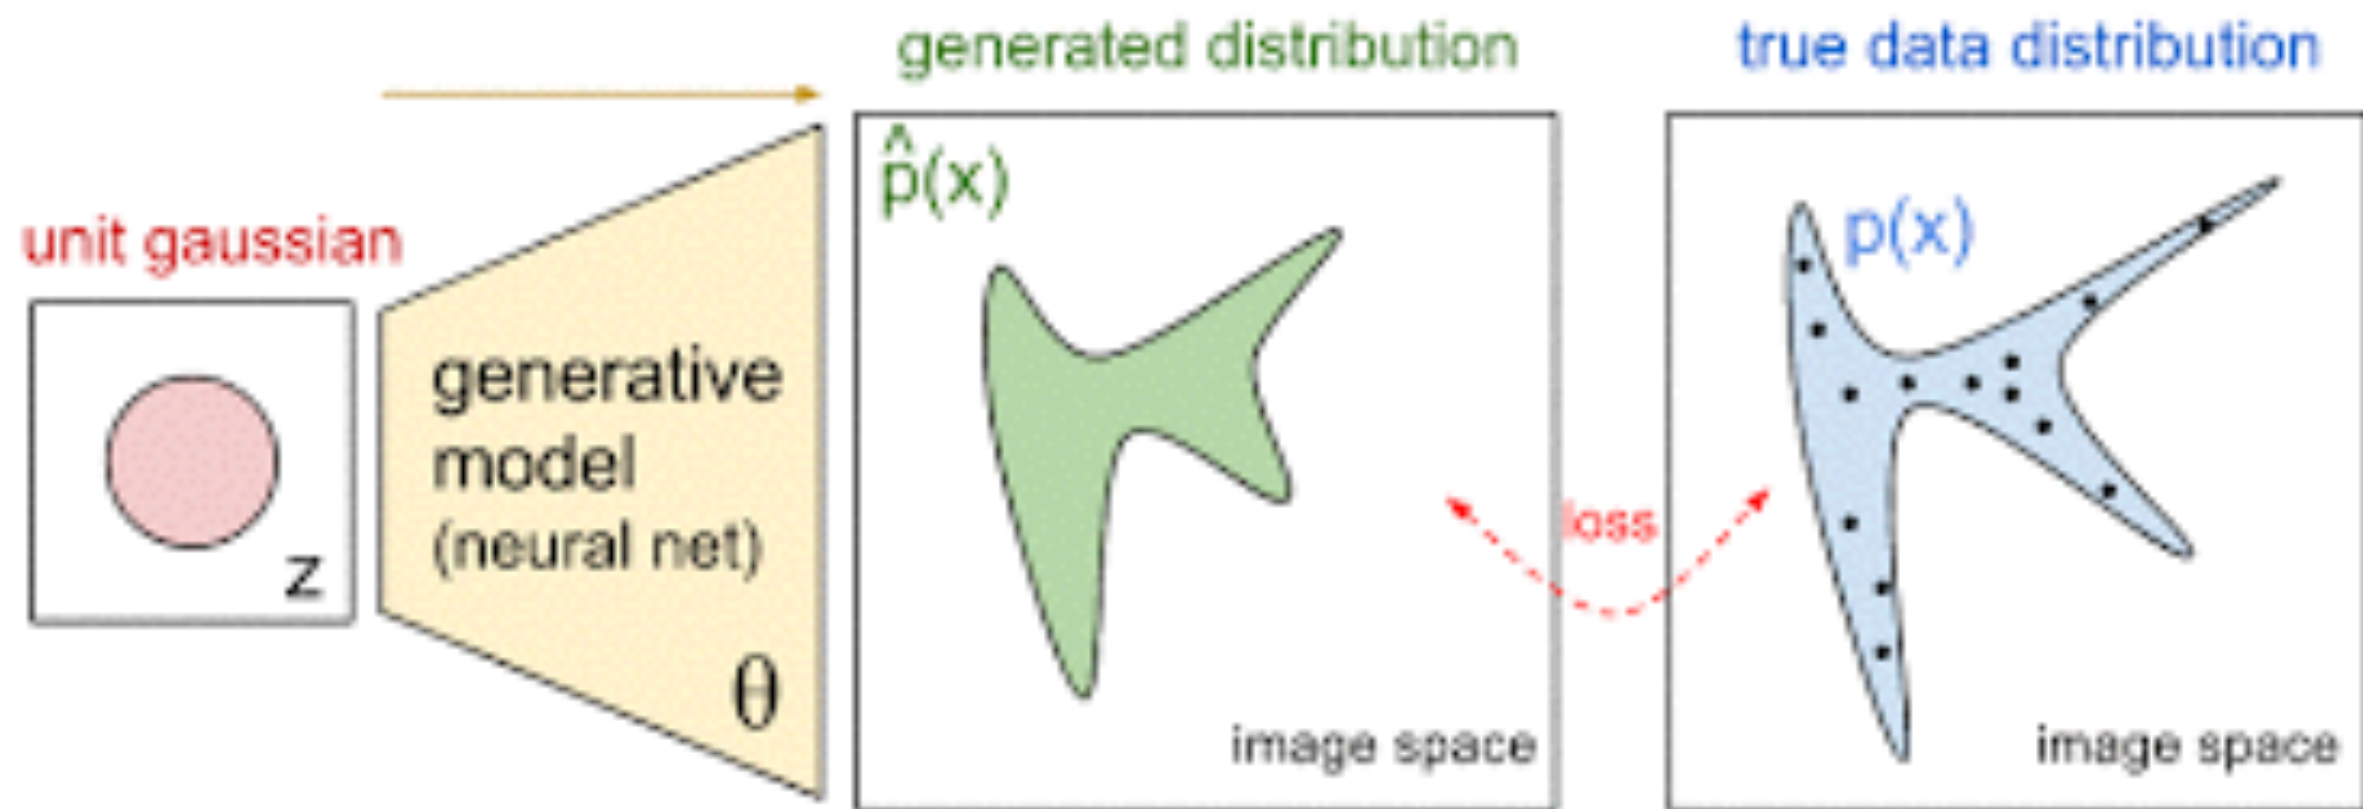 generated distribution
true data distribution
p̂(x)
unit gaussian
p(x)
generative
model
(neural net)
loss
z
θ
image space
image space